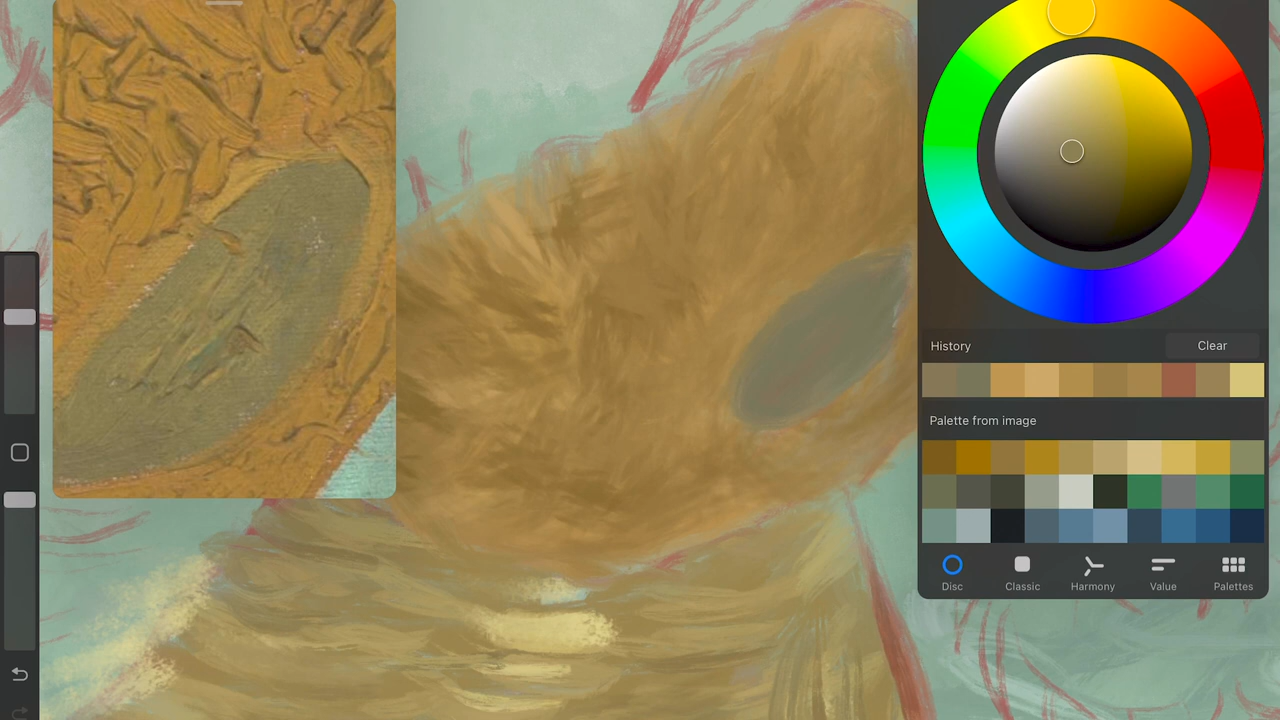 History
Clear
Palette from image
Disc
Classic
Harmony
Value
Palettes